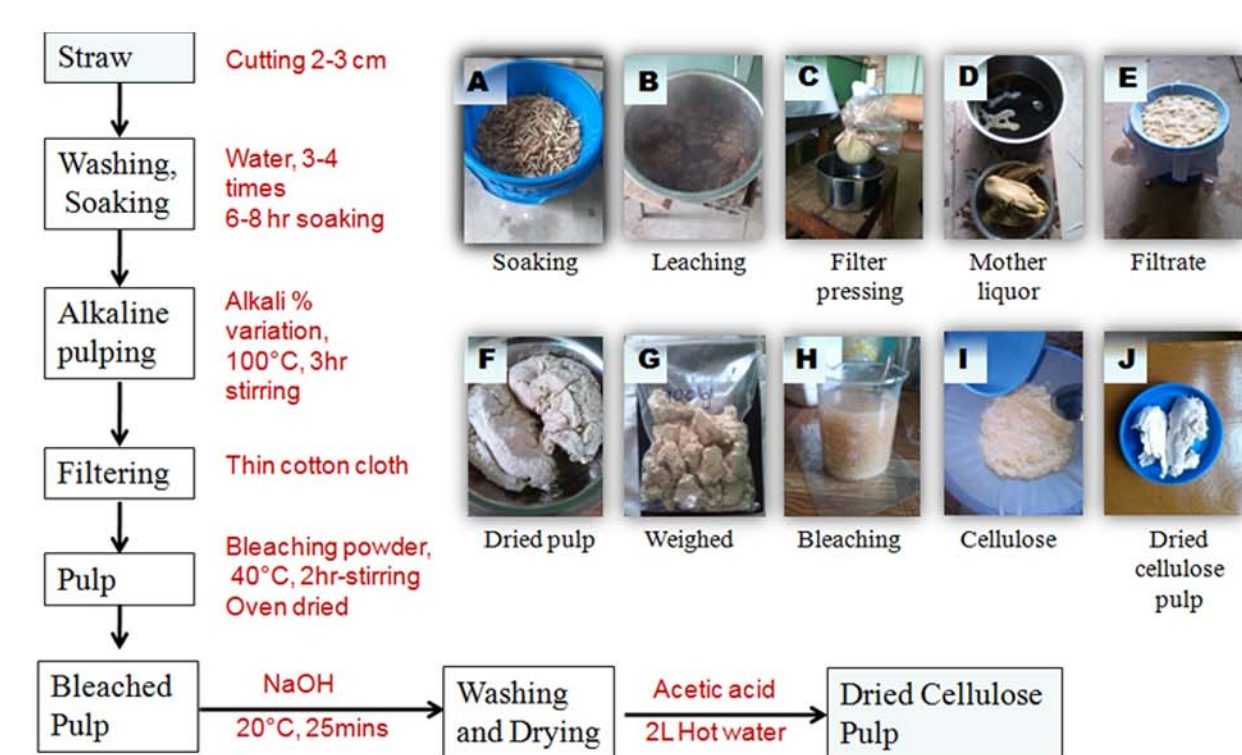 Straw
Cutting 2-3 cm
Washing,
Soaking
Water, 3-4
times
6-8 hr soaking
Alkaline
pulping
Alkali %
variation,
100°C, 3hr
stirring
Filtering
Thin cotton cloth
Pulp
Bleaching powder,
40°C, 2hr-stirring
Oven dried
Bleached
Pulp
NaOH
20°C, 25mins
Washing
and Drying
Acetic acid
2L Hot water
Dried Cellulose
Pulp
A
B
C
D
E
Soaking
Leaching
Filter
pressing
Mother
liquor
Filtrate
F
G
H
I
J
Dried pulp
Weighed
Bleaching
Cellulose
Dried
cellulose
pulp